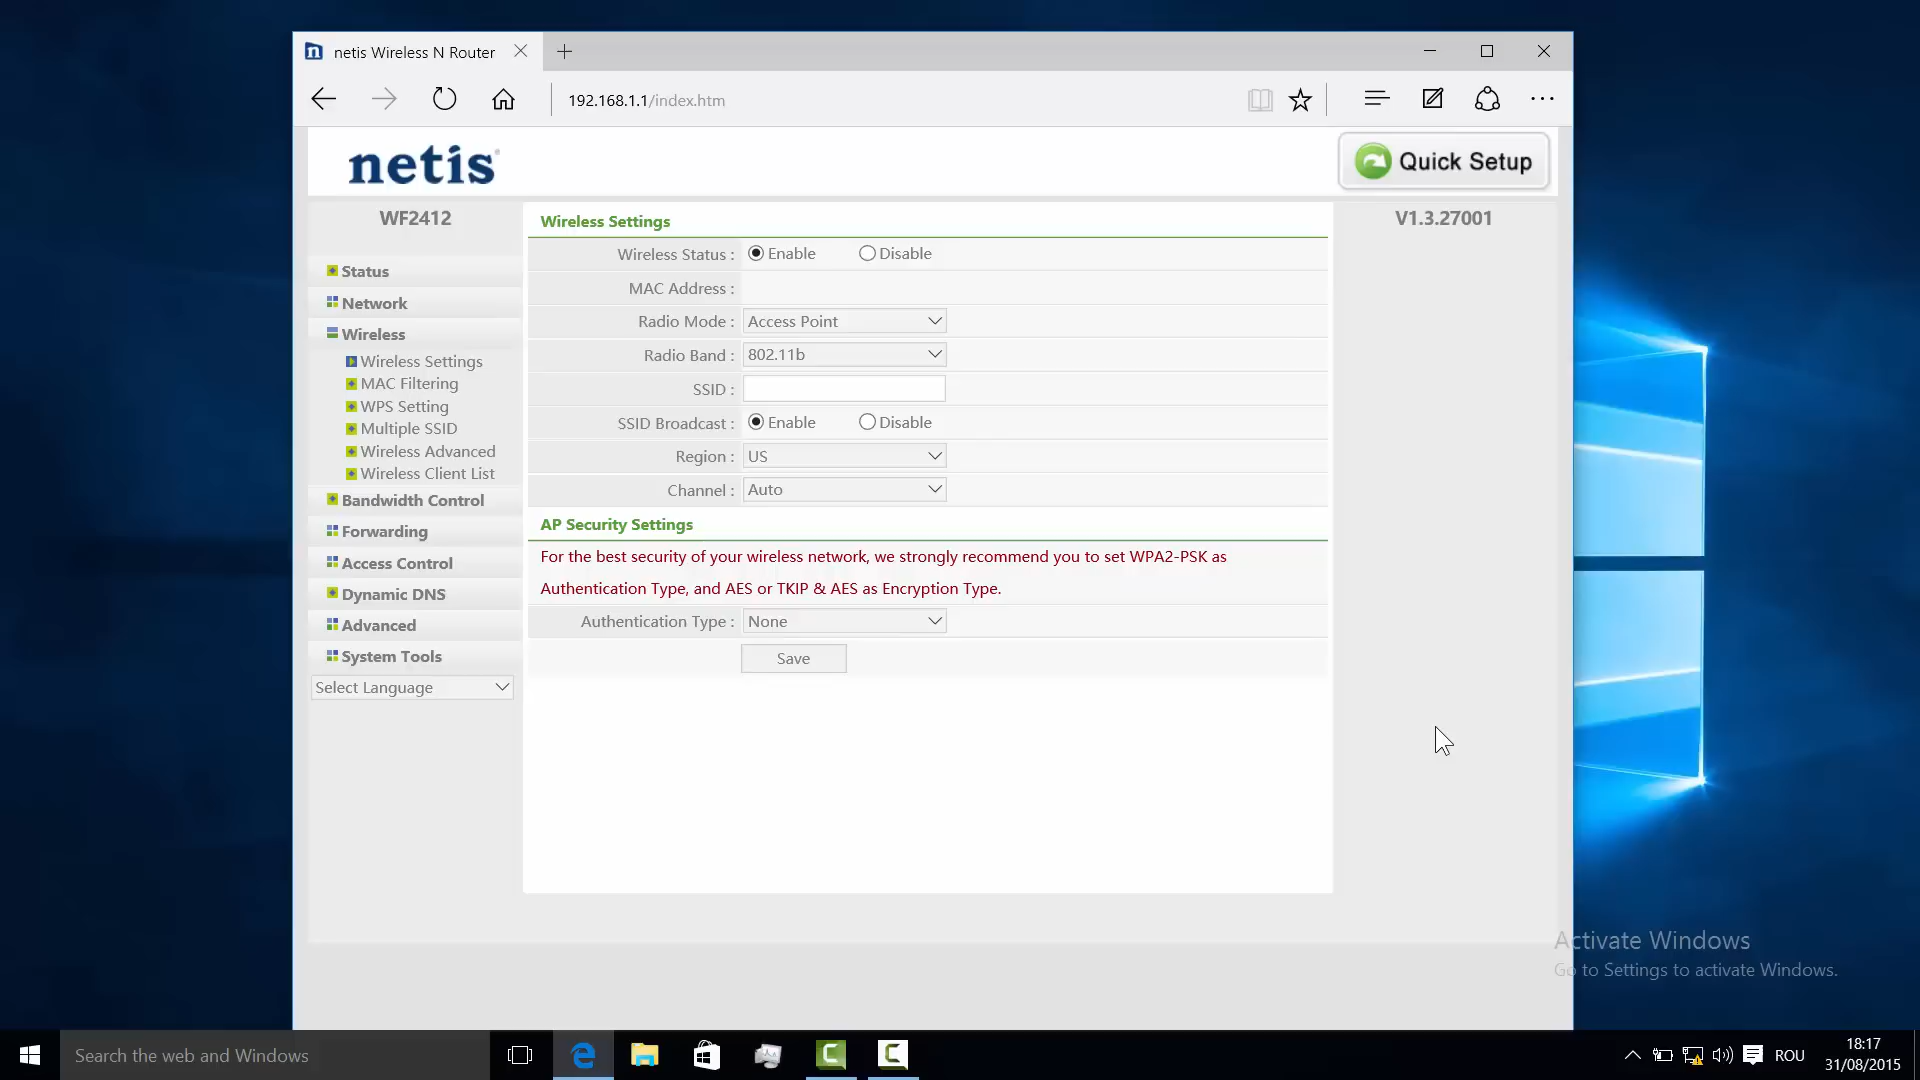 netis Wireless N Router
192.168.1.1/index.htm
netis
Quick Setup
WF2412
Status
Network
Wireless
Wireless Settings
MAC Filtering
WPS Setting
Multiple SSID
Wireless Advanced
Wireless Client List
Bandwidth Control
Forwarding
Access Control
Dynamic DNS
Advanced
System Tools
Select Language
Wireless Settings
Wireless Status : Enable Disable
MAC Address :
Radio Mode : Access Point
Radio Band : 802.11b
SSID :
SSID Broadcast : Enable Disable
Region : US
Channel : Auto
AP Security Settings
For the best security of your wireless network, we strongly recommend you to set WPA2-PSK as
Authentication Type, and AES or TKIP & AES as Encryption Type.
Authentication Type : None
Save
V1.3.27001
Activate Windows
Go to Settings to activate Windows.
Search the web and Windows
ROU
18:17
31/08/2015